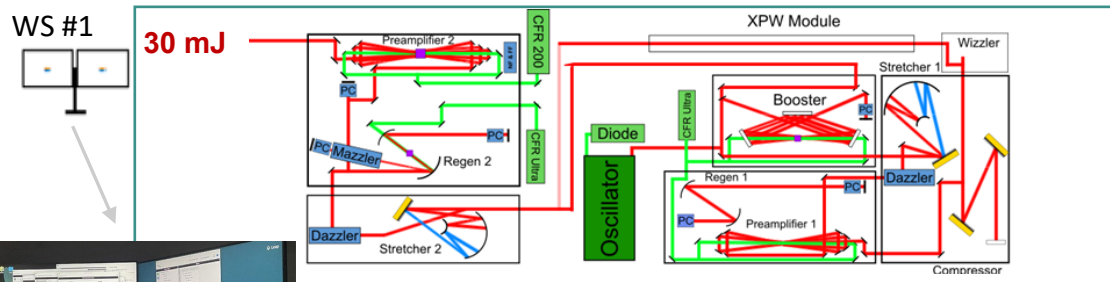 WS #1
30 mJ
XPW Module
Preamplifier 2
NF & FF
CFR 200
Wizzler
Stretcher 1
PC
Booster
PC
CFR Ultra
Diode
PC
Mazzler
PC
Regen 2
CFR Ultra
Oscillator
Regen 1
PC
Dazzler
PC
Preamplifier 1
Dazzler
Stretcher 2
Compressor